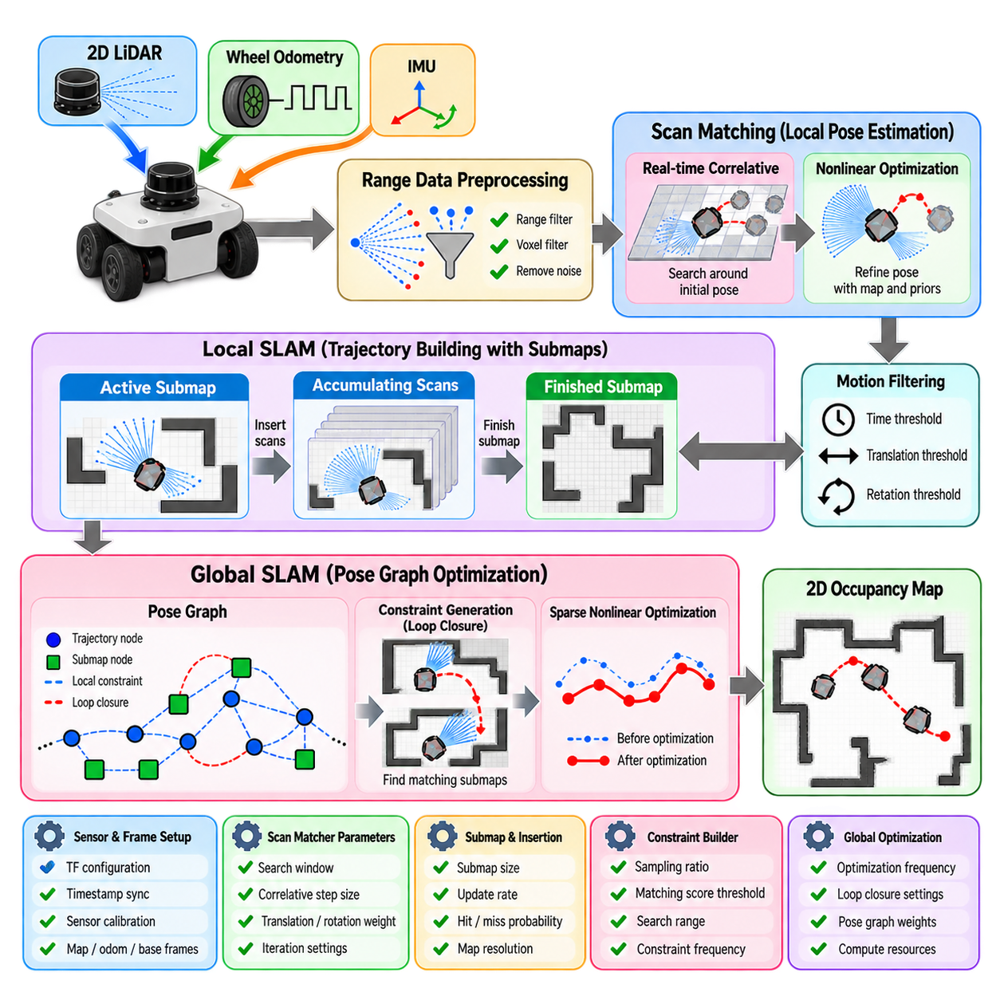 2D LiDAR
Wheel Odometry
IMU
Range Data Preprocessing
Range filter
Voxel filter
Remove noise
Scan Matching (Local Pose Estimation)
Real-time Correlative
Search around
initial pose
Nonlinear Optimization
Refine pose
with map and priors
Local SLAM (Trajectory Building with Submaps)
Active Submap
Insert
scans
Accumulating Scans
Finish
submap
Finished Submap
Motion Filtering
Time threshold
Translation threshold
Retation threshold
Global SLAM (Pose Graph Optimization)
Pose Graph
Trajectory node
Submap node
Local constraint
Loop closure
Constraint Generation
(Loop Closure)
Find matching submaps
Sparse Nonlinear Optimization
Before optimization
After optimization
2D Occupancy Map
Sensor & Frame Setup
TF configuration
Timestamp sync
Sensor calibration
Map / odom / base frames
Scan Matcher Parameters
Search window
Correlative step size
Translation / rotation weight
Iteration settings
Submap & Insertion
Submap size
Update rate
Hit / miss probability
Map resolution
Constraint Builder
Sampling ratio
Matching score threshold
Search range
Constraint frequency
Global Optimization
Optimization frequency
Loop closure settings
Pose graph weights
Compute resources